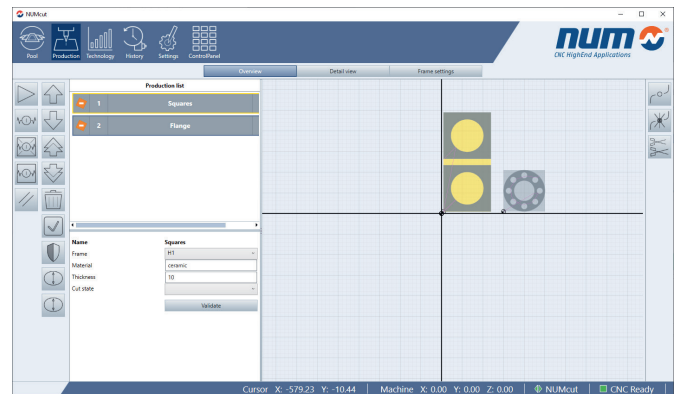 NUMcut
Pool Production Technology History Settings ControlPanel
num
CNC HighEnd Applications
Overview Detail view Frame settings
Production list
1 Squares
2 Flange
Name Squares
Frame H1
Material ceramic
Thickness 10
Cut state
Validate
Cursor X: -579.23 Y: -10.44 Machine X: 0.00 Y: 0.00 Z: 0.00 NUMcut CNC Ready